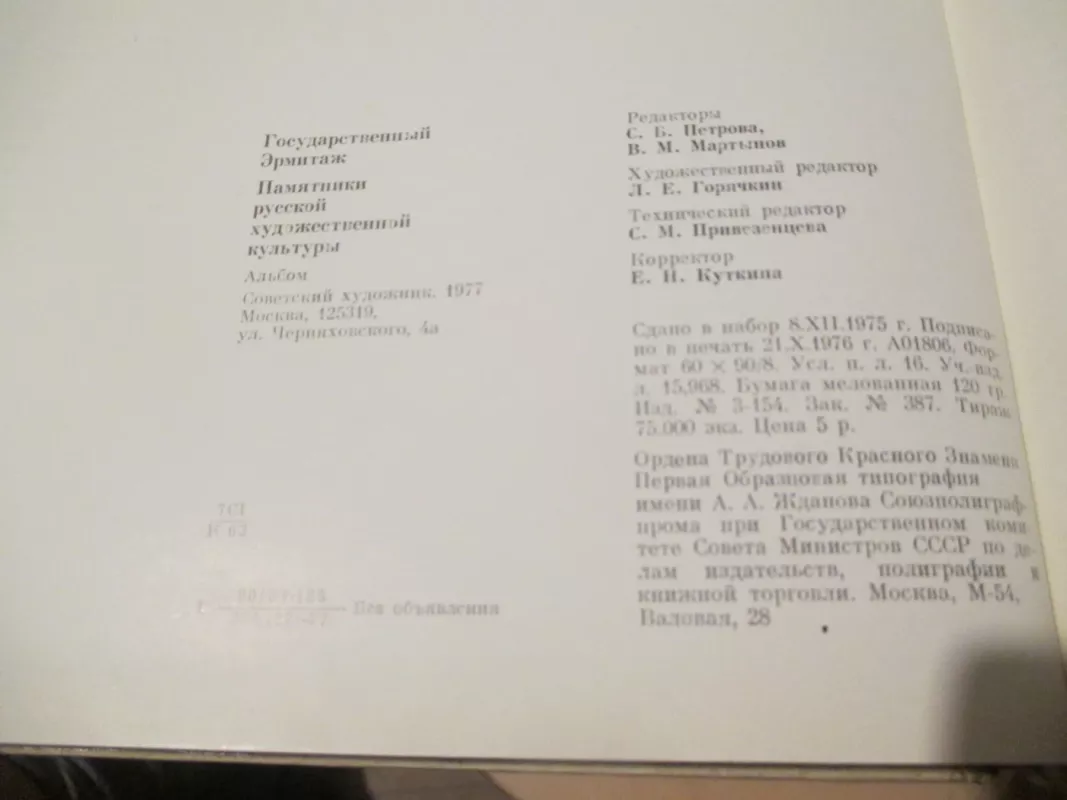 Государственный
Эрмитаж
Памятники
русской
художественной
культуры
Альбом
Советский художник. 1977
Москва, 125319,
ул. Черняховского, 4а
7С1
Без объявления
Редакторы
С. Б. Петрова,
В. М. Мартынов
Художественный редактор
Л. Е. Горячкин
Технический редактор
С. М. Привезенцева
Корректор
Е. И. Куткина
Сдано в набор 8.XII.1975 г. Подписа-
но в печать 21.X.1976 г. А01806. Фор-
мат 60 × 90/8. Усл. п. л. 16. Уч. изд.
л. 15,968. Бумага мелованная 120 гр.
Изд. № 3-154. Зак. № 387. Тираж
75.000 экз. Цена 5 р.
Ордена Трудового Красного Знамени
Первая Образцовая типография
имени А. А. Жданова Союзполиграф-
прома при Государственном коми-
тете Совета Министров СССР по де-
лам издательств, полиграфии и
книжной торговли. Москва, М-54,
Валовая, 28